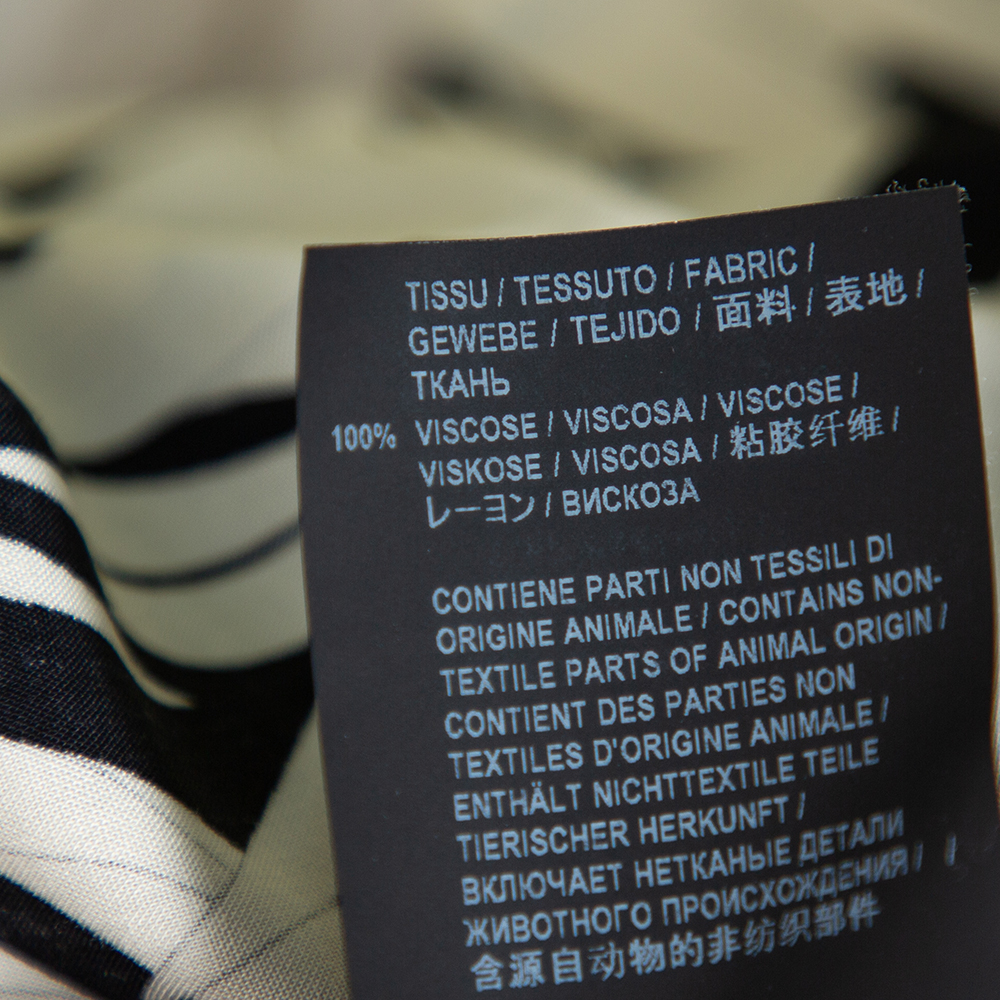 TISSU / TESSUTO / FABRIC /
GEWEBE / TEJIDO / 面料 / 表地 /
ТКАНЬ
100% VISCOSE / VISCOSA / VISCOSE /
VISKOSE / VISCOSA / 粘胶纤维 /
レーヨン / ВИСКОЗА
CONTIENE PARTI NON TESSILI DI
ORIGINE ANIMALE / CONTAINS NON-
TEXTILE PARTS OF ANIMAL ORIGIN /
CONTIENT DES PARTIES NON
TEXTILES D'ORIGINE ANIMALE /
ENTHÄLT NICHTTEXTILE TEILE
TIERISCHER HERKUNFT /
ВКЛЮЧАЕТ НЕТКАНЫЕ ДЕТАЛИ
ЖИВОТНОГО ПРОИСХОЖДЕНИЯ / /
含源自动物的非纺织部件